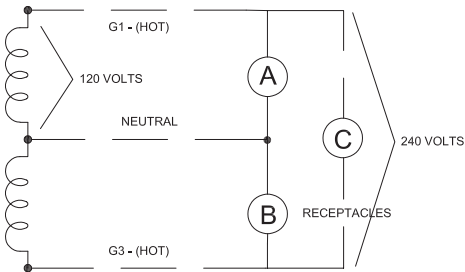 G1 - (HOT)
A
120 VOLTS
NEUTRAL
C
240 VOLTS
B
RECEPTACLES
G3 - (HOT)